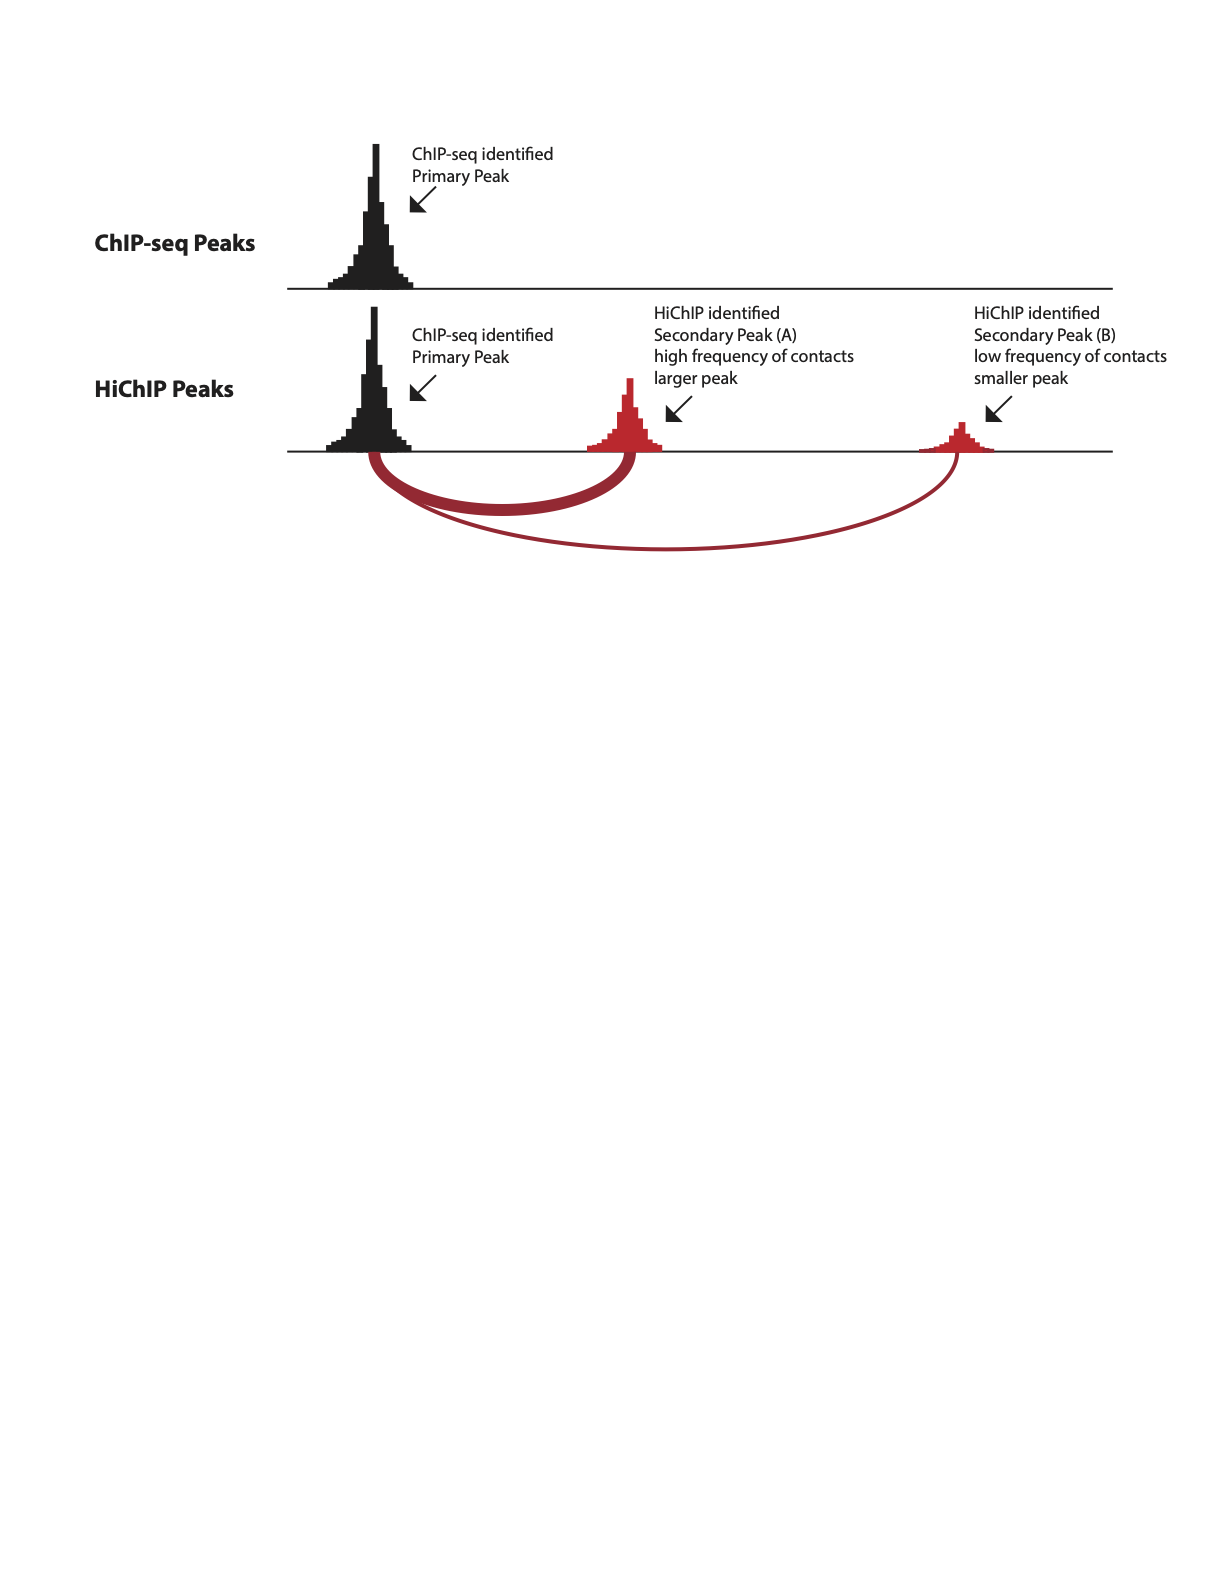 ChIP-seq identified
Primary Peak
ChIP-seq Peaks
HiChIP identified
Secondary Peak (A)
high frequency of contacts
larger peak
HiChIP identified
Secondary Peak (B)
low frequency of contacts
smaller peak
ChIP-seq identified
Primary Peak
HiChIP Peaks